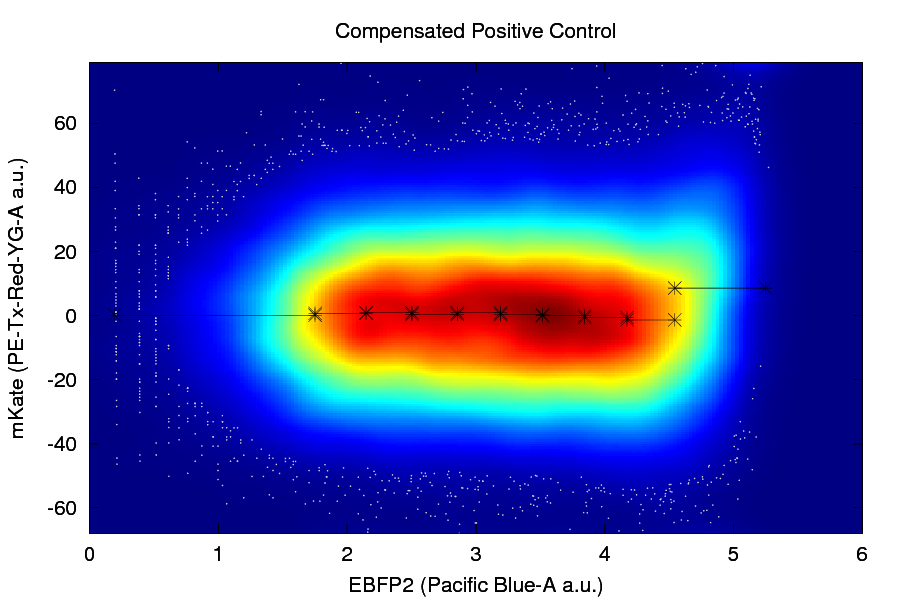 Compensated Positive Control
mKate (PE-Tx-Red-YG-A a.u.)
60
40
20
0
-20
-40
-60
0 1 2 3 4 5 6
EBFP2 (Pacific Blue-A a.u.)